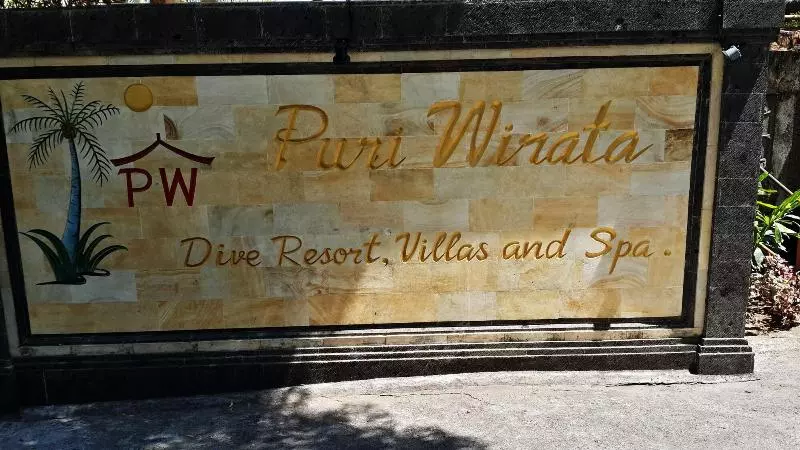 Puri Wirata
PW
Dive Resort, Villas and Spa.